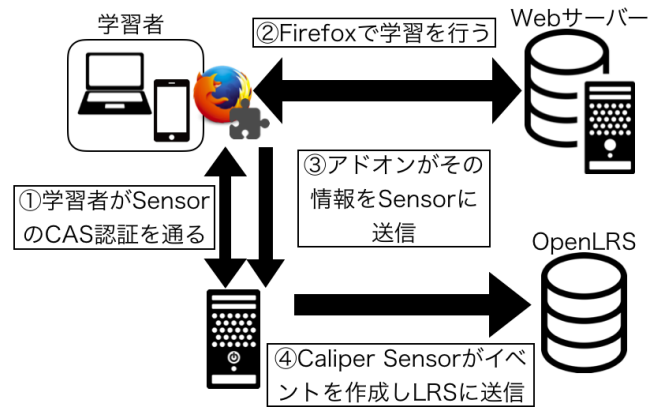 学習者
②Firefoxで学習を行う
Webサーバー
①学習者がSensor
のCAS認証を通る
③アドオンがその
情報をSensorに
送信
OpenLRS
④Caliper Sensorがイベ
ントを作成しLRSに送信